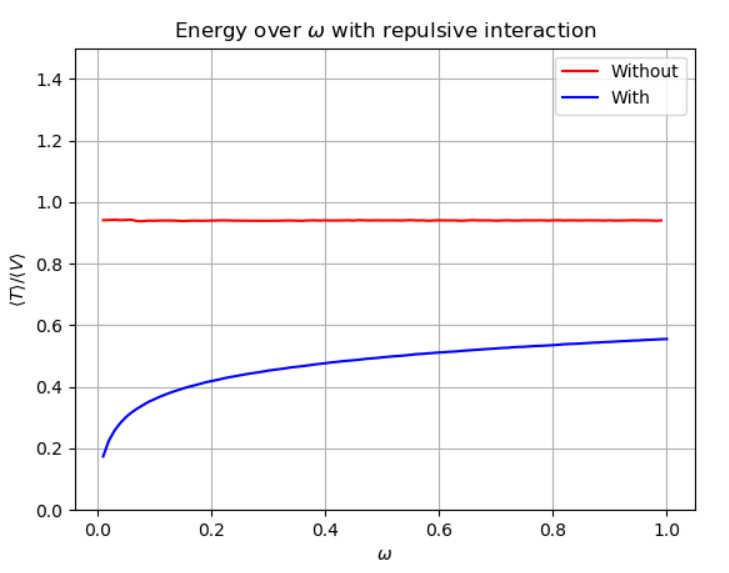 Energy over ω with repulsive interaction
Without
With
1.4
1.2
1.0
0.8
0.6
0.4
0.2
0.0
⟨T⟩/⟨V⟩
0.0 0.2 0.4 0.6 0.8 1.0
ω